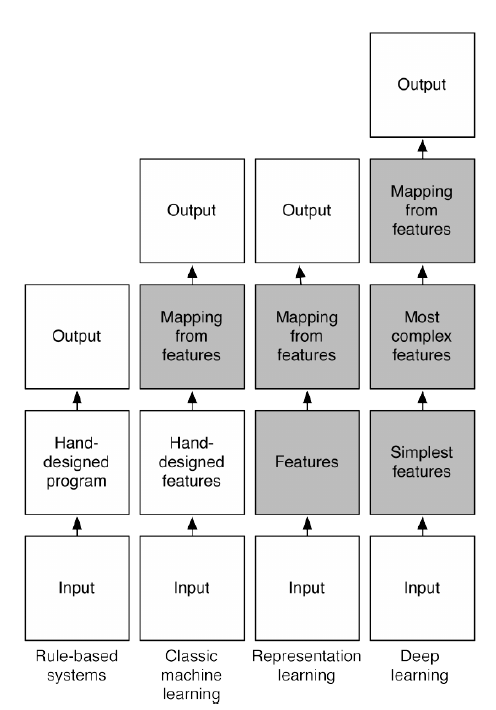 Output
Mapping
from
features
Most
complex
features
Simplest
features
Input
Deep
learning
Output
Mapping
from
features
Features
Input
Representation
learning
Output
Mapping
from
features
Hand-
designed
features
Input
Classic
machine
learning
Output
Hand-
designed
program
Input
Rule-based
systems